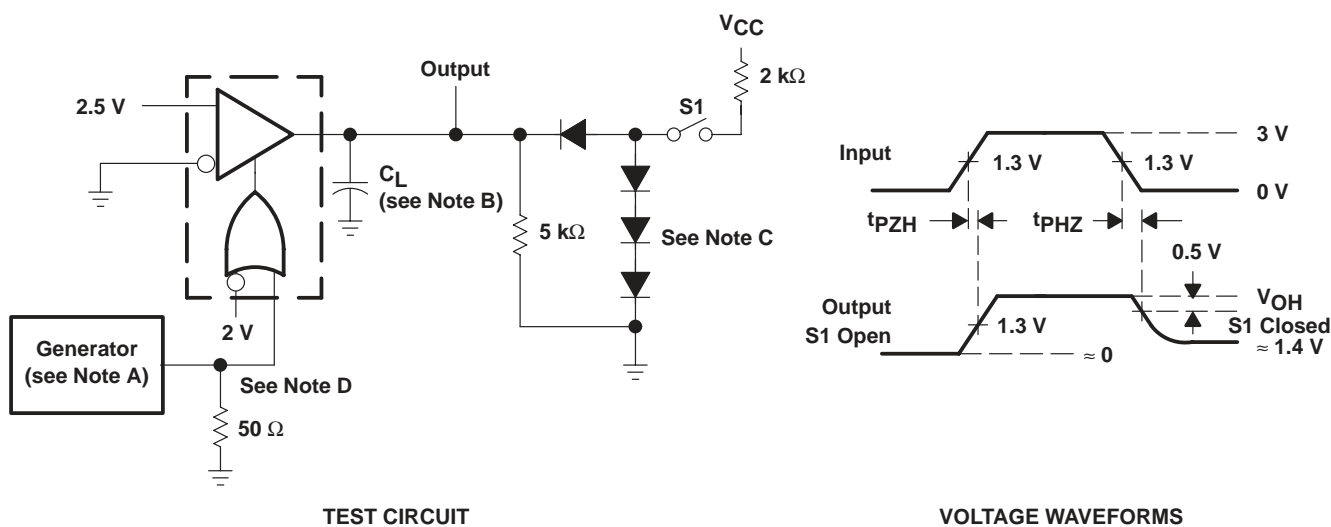 VCC
2 kΩ
Output
S1
2.5 V
CL
(see Note B)
5 kΩ
See Note C
2 V
Generator
(see Note A)
See Note D
50 Ω
TEST CIRCUIT
Input
3 V
1.3 V
1.3 V
0 V
tPZH
tPHZ
0.5 V
Output
S1 Open
VOH
S1 Closed
≈ 1.4 V
1.3 V
≈ 0
VOLTAGE WAVEFORMS